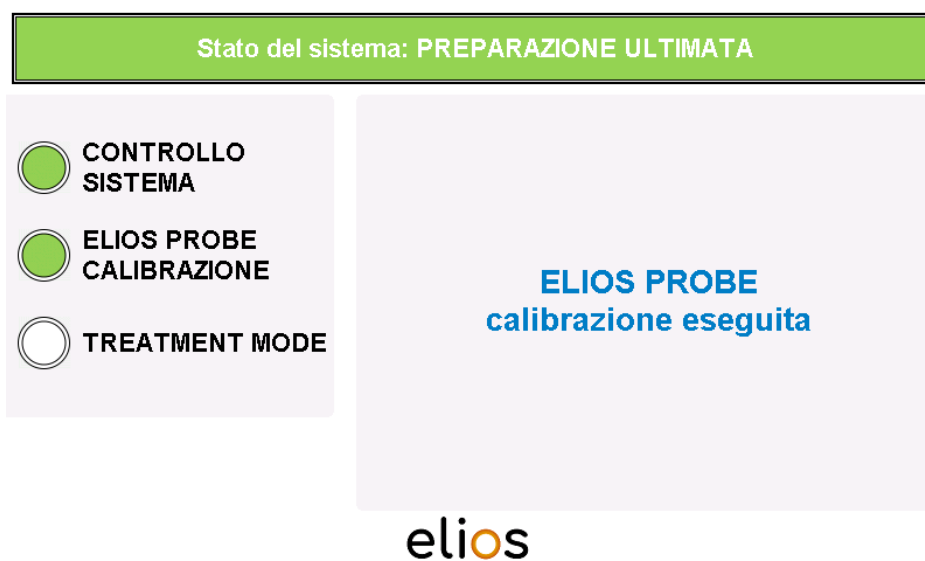 Stato del sistema: PREPARAZIONE ULTIMATA
CONTROLLO
SISTEMA
ELIOS PROBE
CALIBRAZIONE
TREATMENT MODE
ELIOS PROBE
calibrazione eseguita
elios